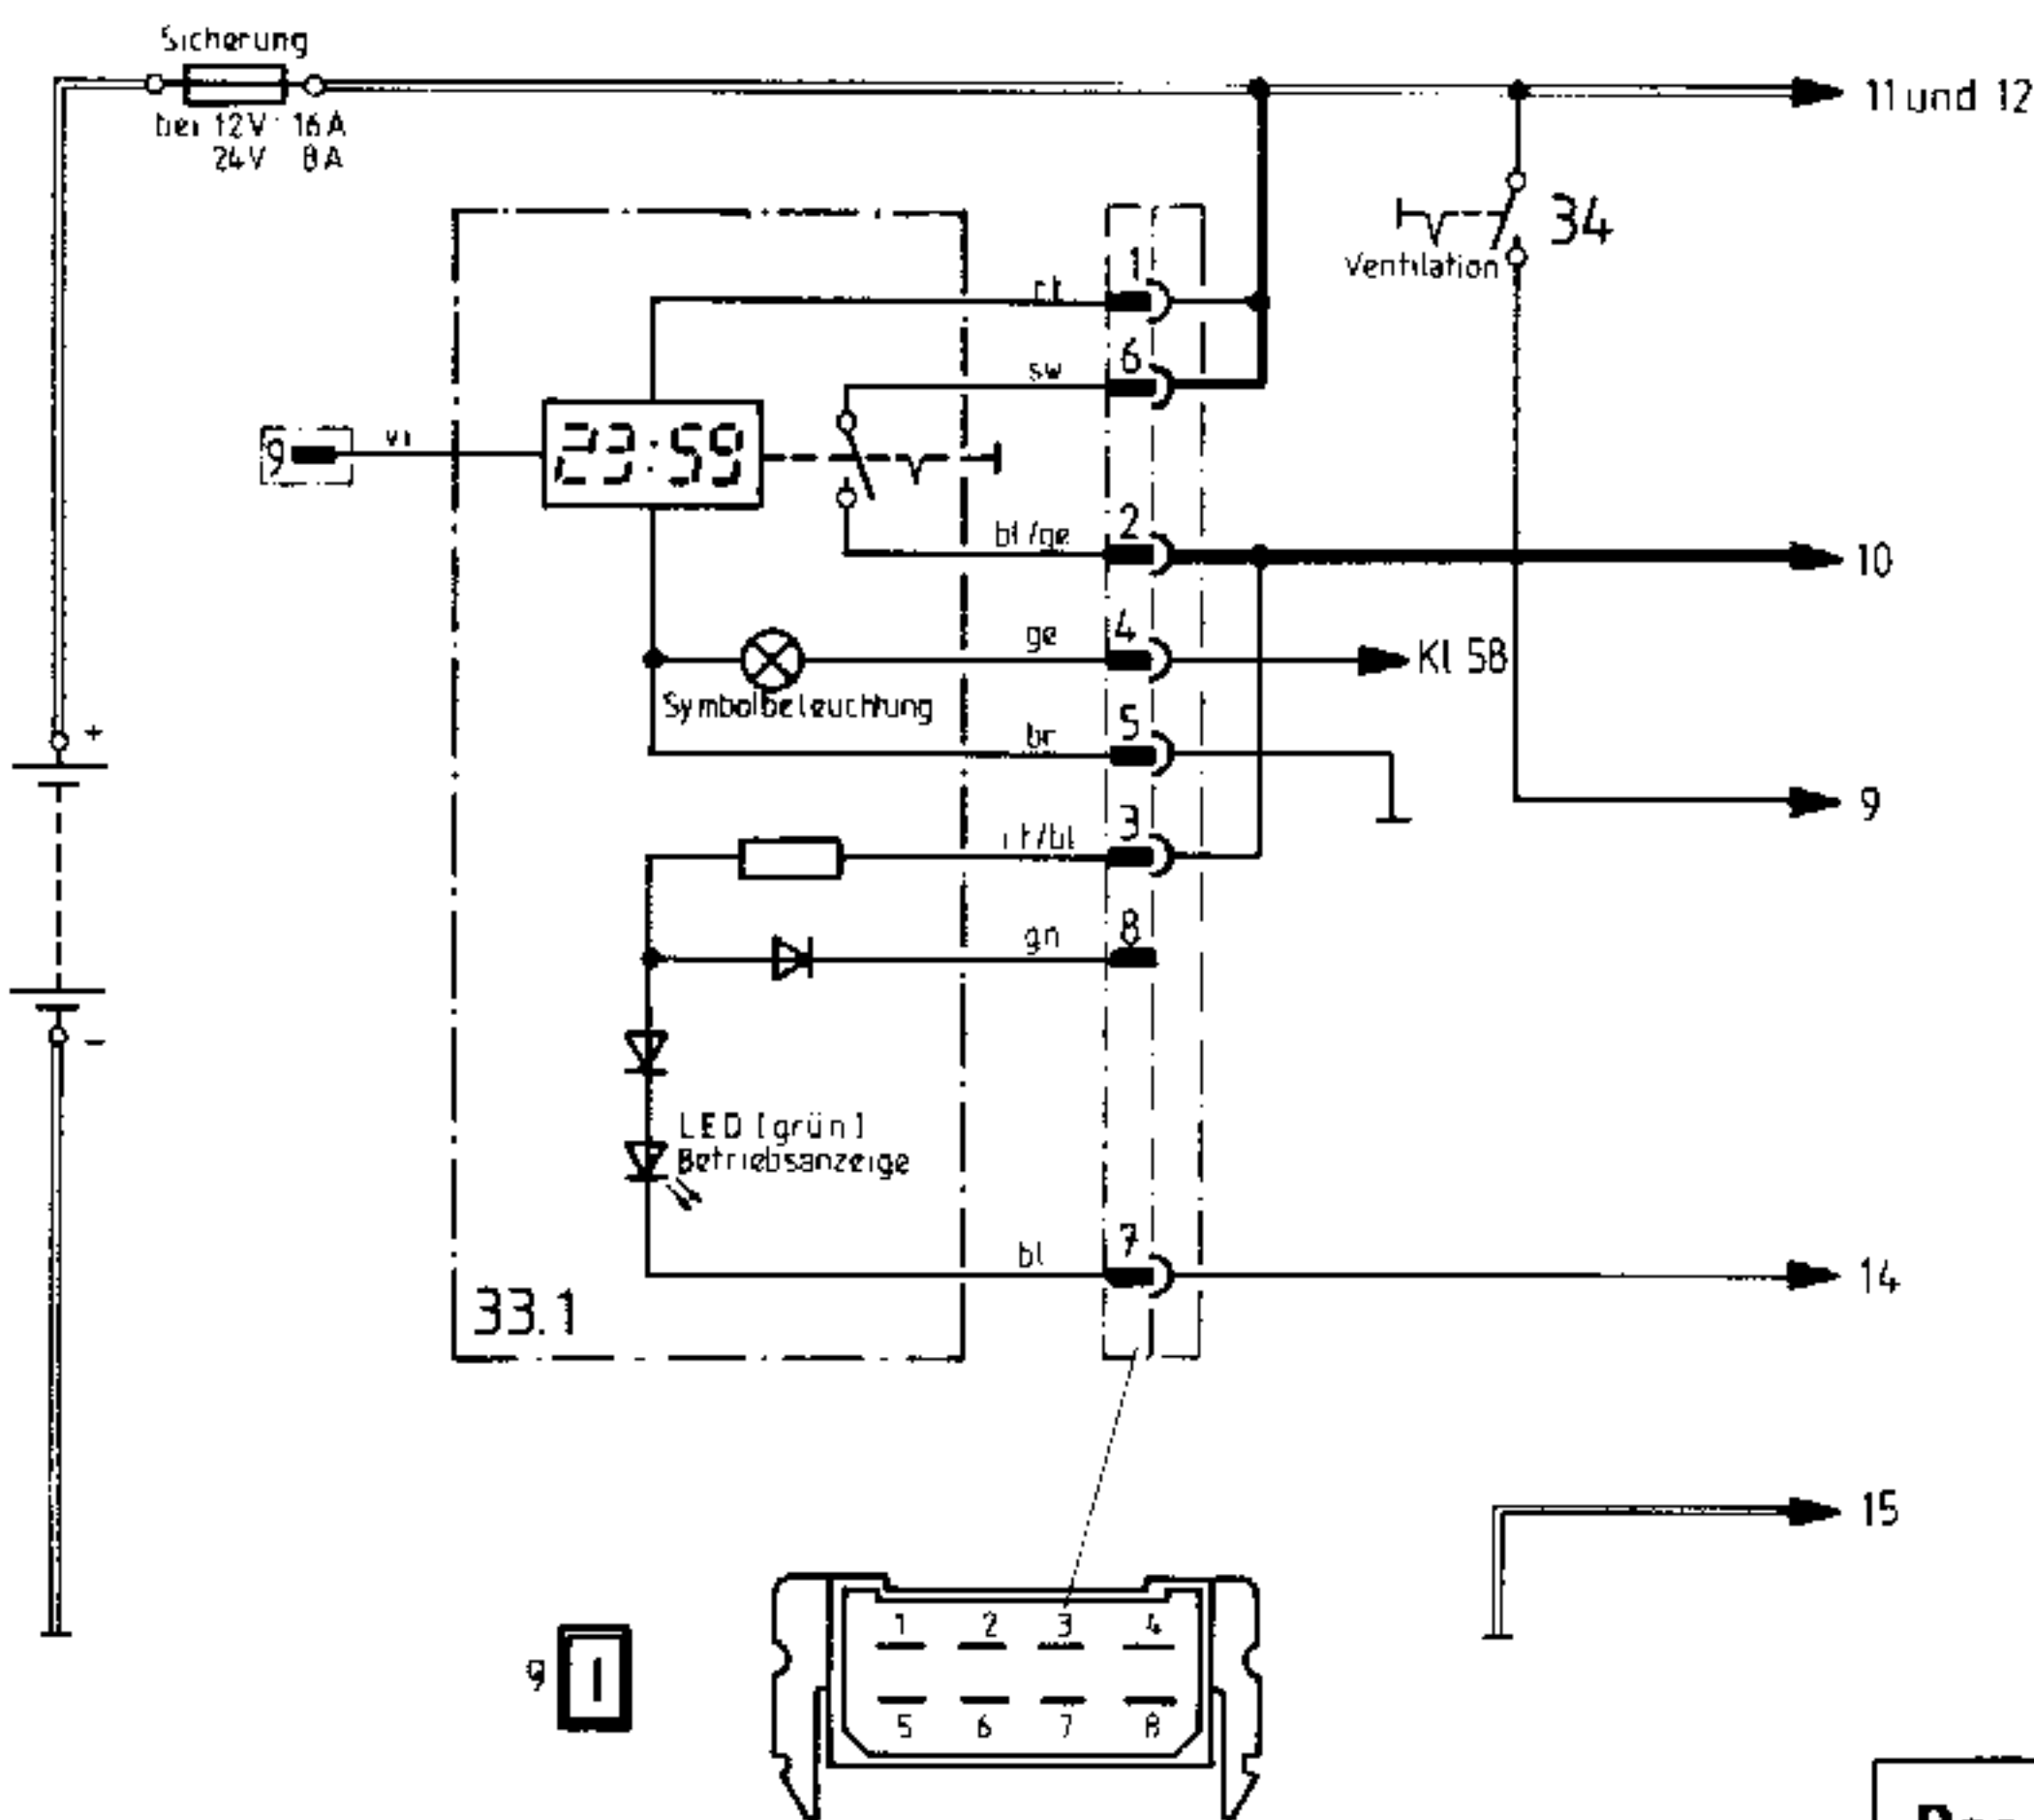 Sicherung
bei 12V 16A
24V 8A
11 und 12
34
Ventilation
1
rt
6
sw
9
vi
23:59
2
bl/ge
10
4
ge
Kl 58
Symbolbeleuchtung
5
br
+
9
3
rt/bl
8
gn
−
LED (grün)
Betriebsanzeige
7
bl
14
33.1
15
1 2 3 4
9
5 6 7 8